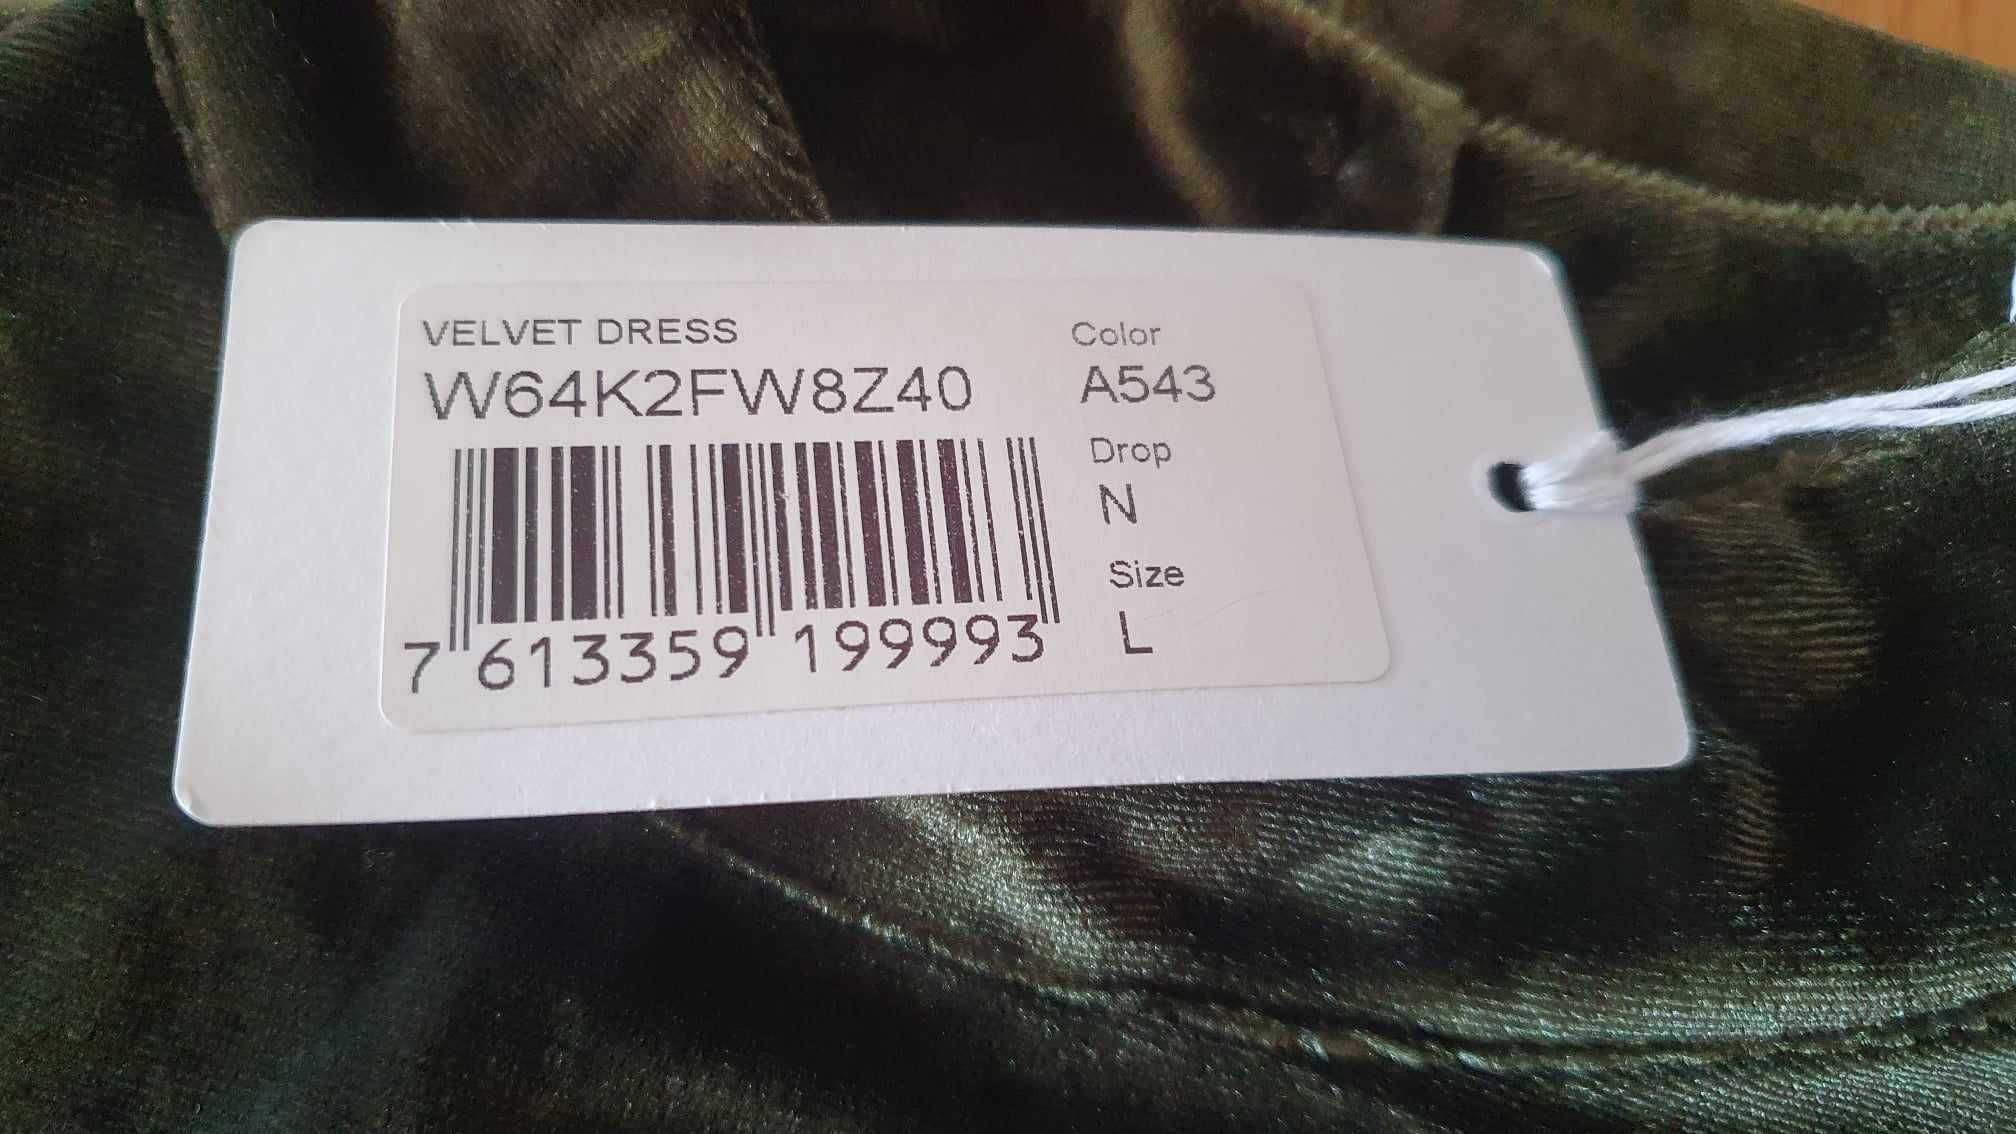 VELVET DRESS
W64K2FW8Z40
7 613359 199993
Color
A543
Drop
N
Size
L